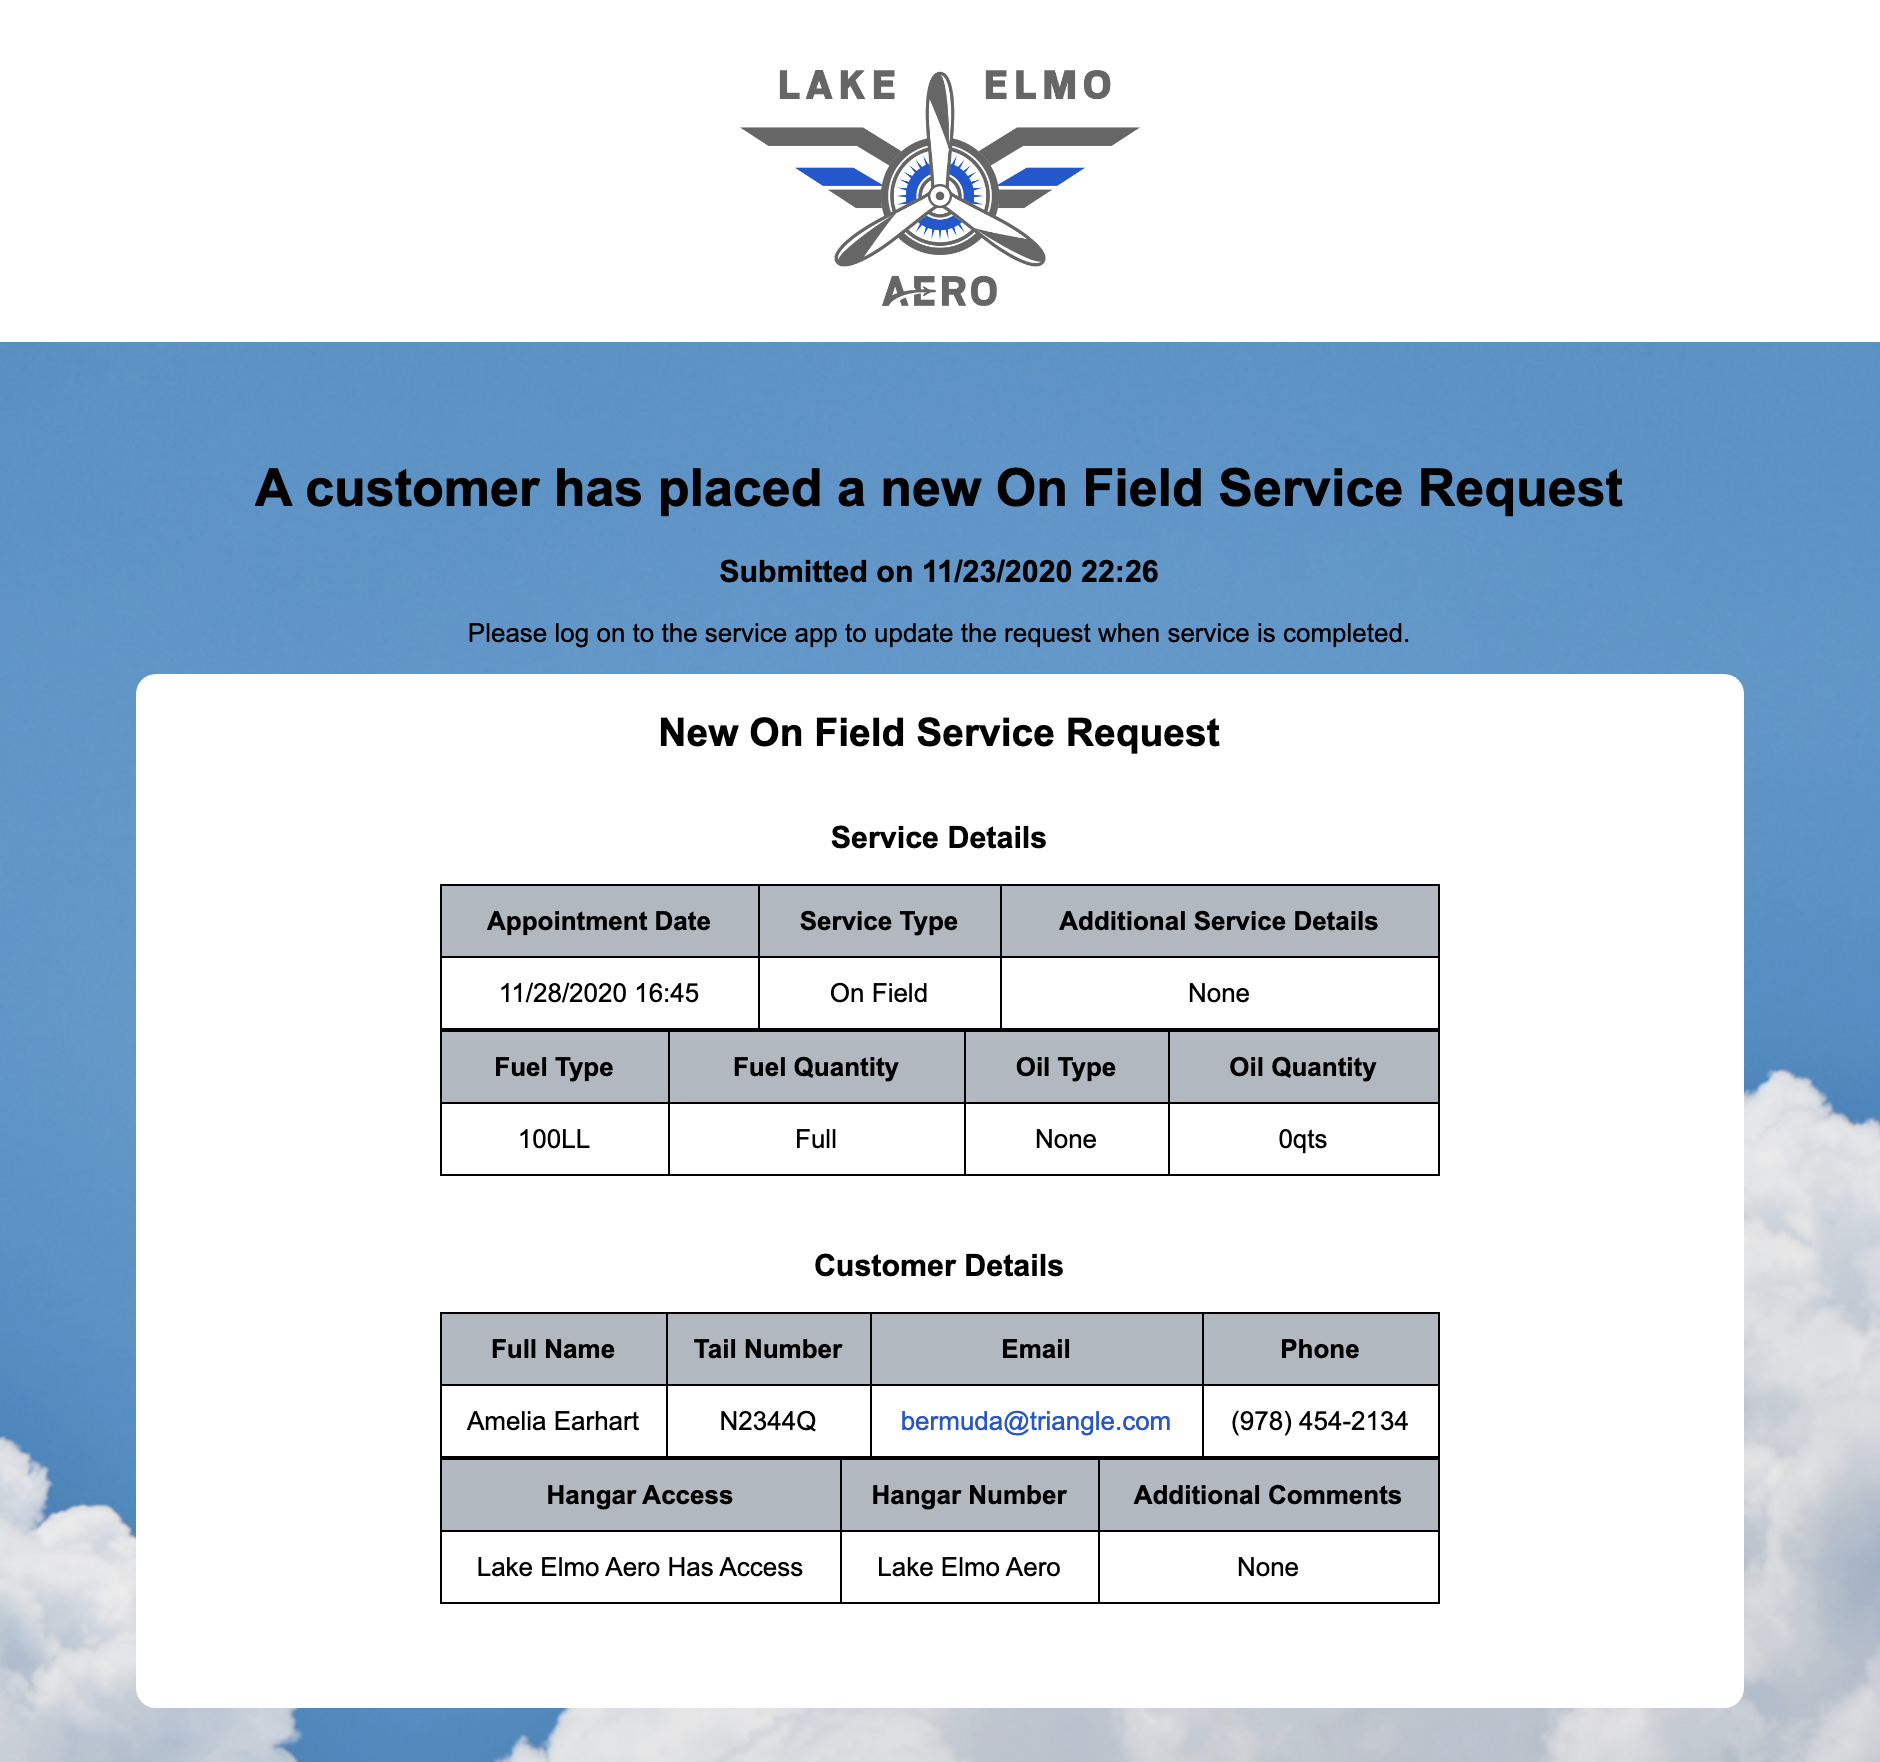 LAKE ELMO
AERO
A customer has placed a new On Field Service Request
Submitted on 11/23/2020 22:26
Please log on to the service app to update the request when service is completed.
New On Field Service Request
Service Details
Appointment Date Service Type Additional Service Details
11/28/2020 16:45 On Field None
Fuel Type Fuel Quantity Oil Type Oil Quantity
100LL Full None 0qts
Customer Details
Full Name Tail Number Email Phone
Amelia Earhart N2344Q bermuda@triangle.com (978) 454-2134
Hangar Access Hangar Number Additional Comments
Lake Elmo Aero Has Access Lake Elmo Aero None